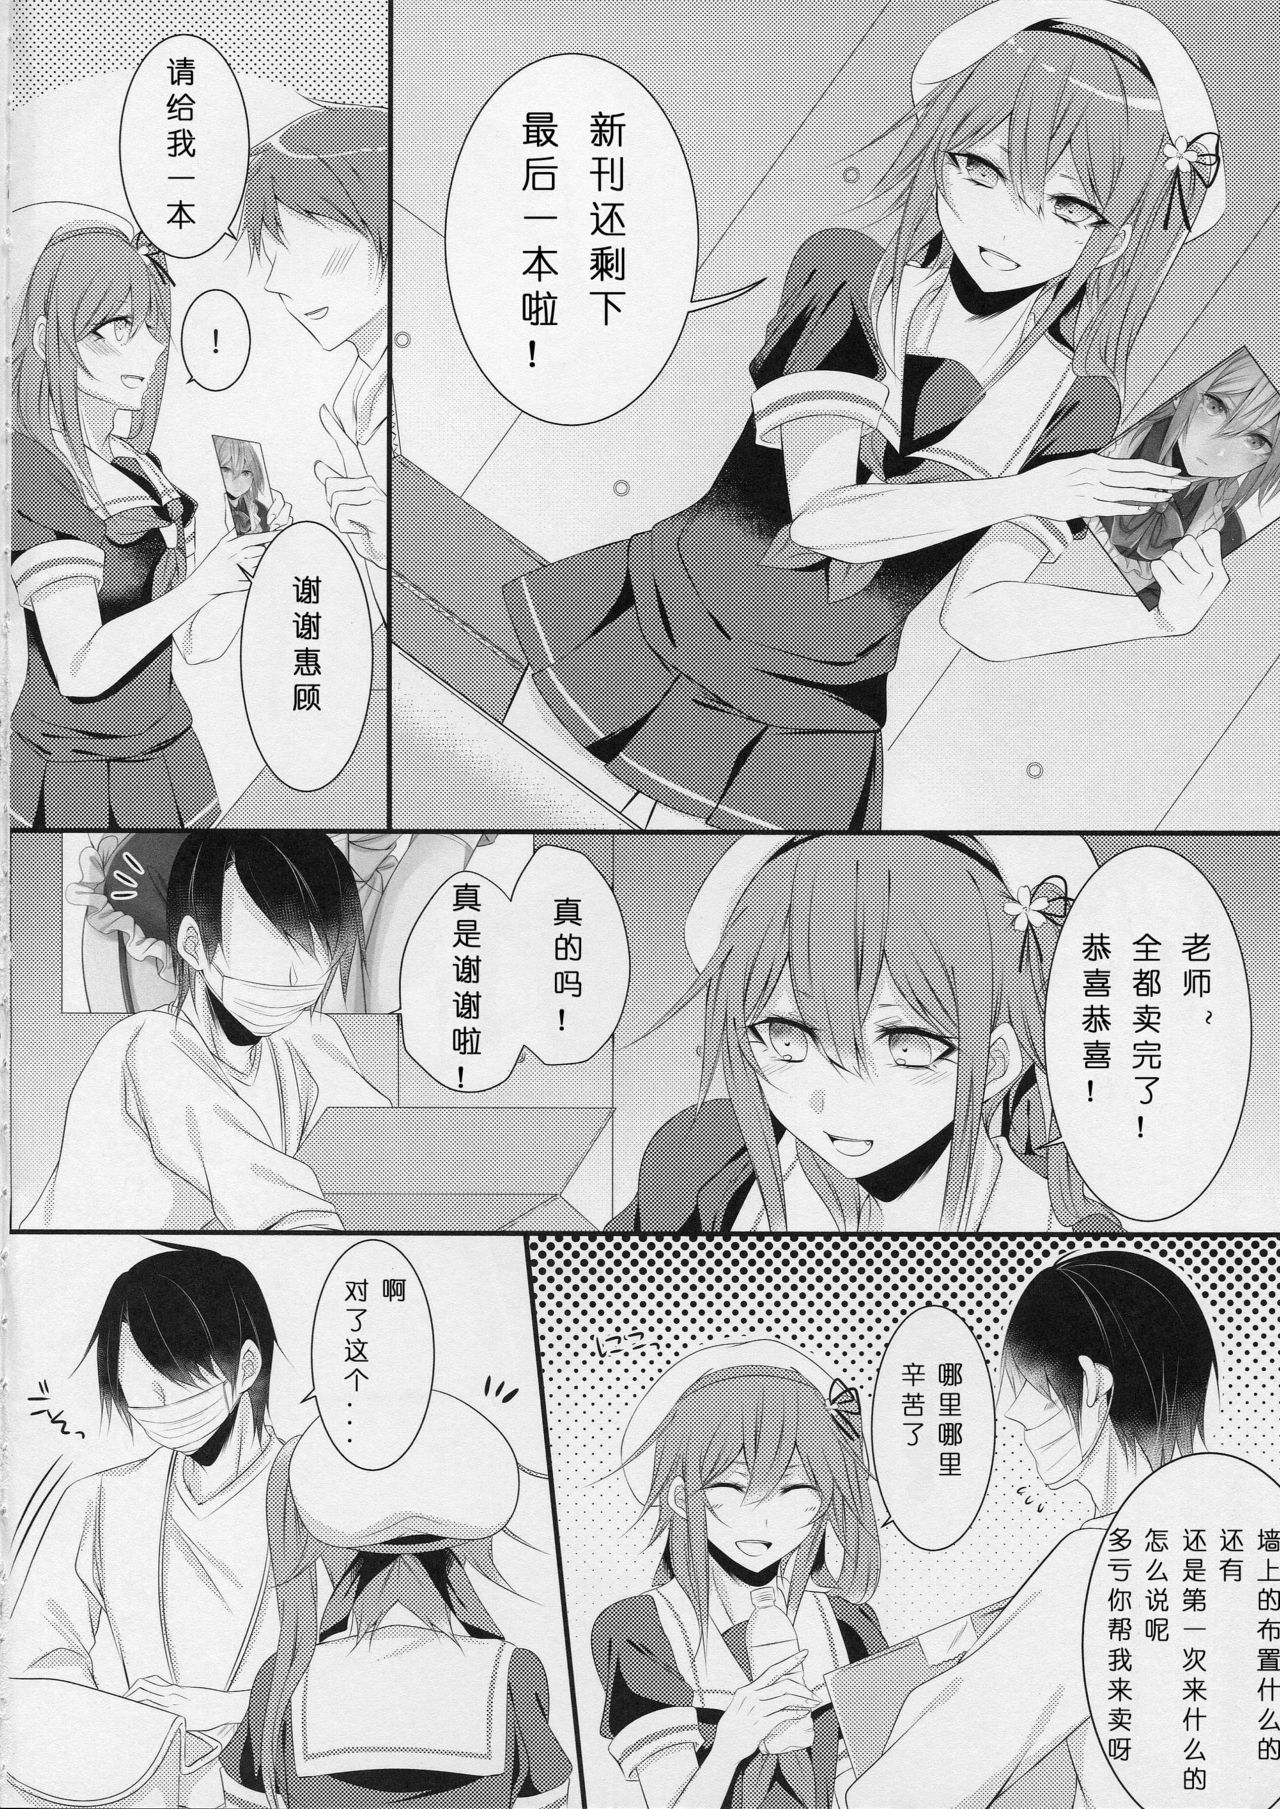 新刊还剩下
最后一本啦！
请给我一本
！
谢谢惠顾
老师~
全都卖完了！
恭喜恭喜！
真的吗！
真是谢谢啦！
墙上的布置什么的
还有
还是第一次来什么的
怎么说呢
多亏你帮我来卖呀
哪里哪里
辛苦了
にこっ
啊
对了这个....